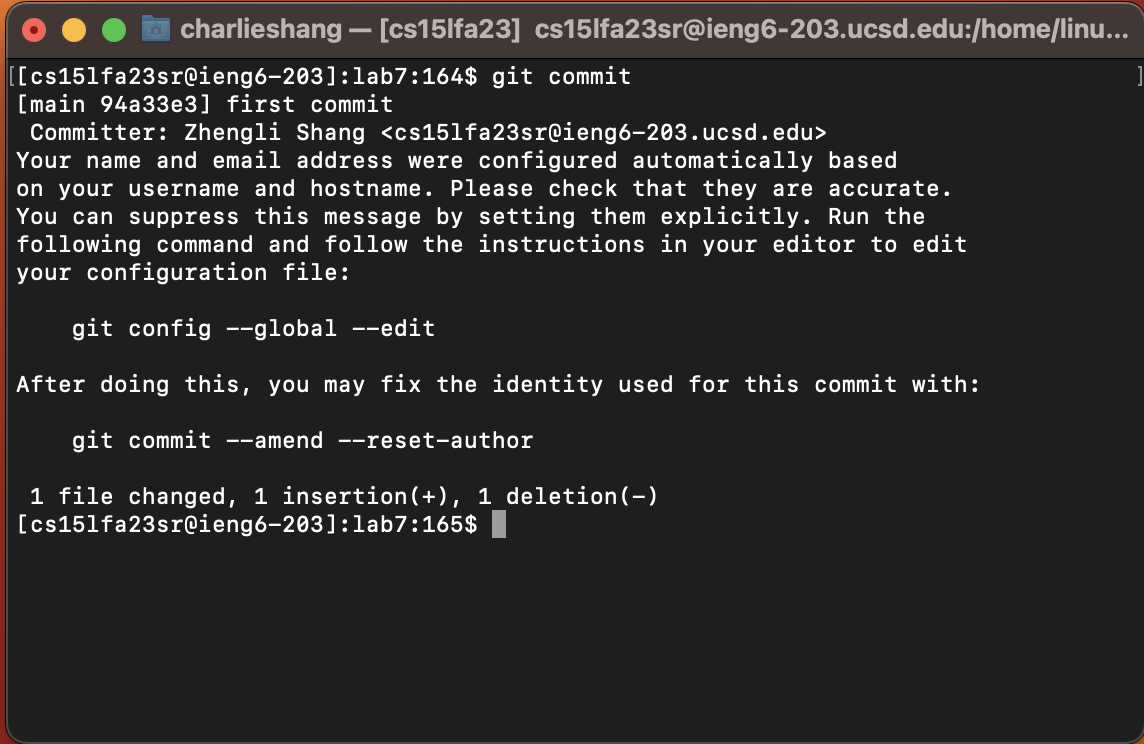 charlieshang — [cs15lfa23] cs15lfa23sr@ieng6-203.ucsd.edu:/home/linu...
[[cs15lfa23sr@ieng6-203]:lab7:164$ git commit ]
[main 94a33e3] first commit
 Committer: Zhengli Shang <cs15lfa23sr@ieng6-203.ucsd.edu>
Your name and email address were configured automatically based
on your username and hostname. Please check that they are accurate.
You can suppress this message by setting them explicitly. Run the
following command and follow the instructions in your editor to edit
your configuration file:

    git config --global --edit

After doing this, you may fix the identity used for this commit with:

    git commit --amend --reset-author

 1 file changed, 1 insertion(+), 1 deletion(-)
[cs15lfa23sr@ieng6-203]:lab7:165$